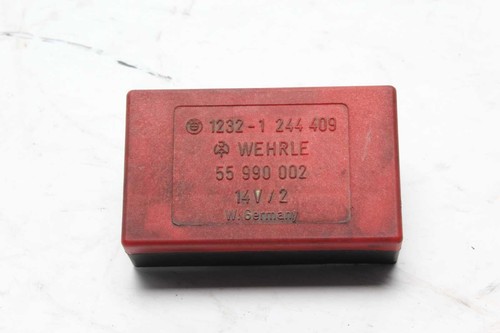 1232-1 244 409
WEHRLE
55 990 002
14V/2
W. Germany